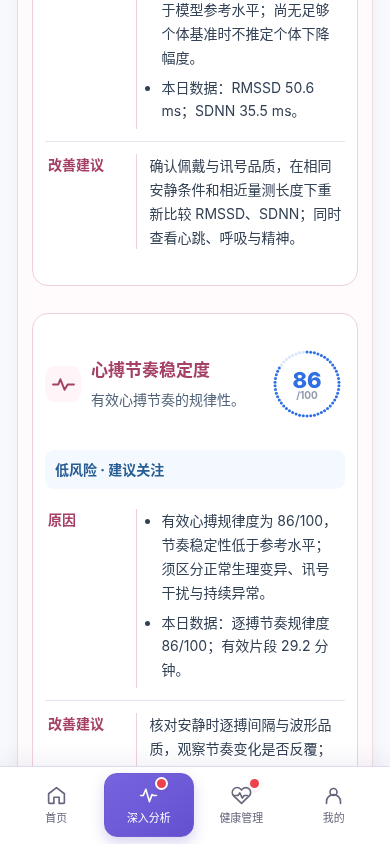 于模型参考水平；尚无足够
个体基准时不推定个体下降
幅度。
本日数据：RMSSD 50.6
ms；SDNN 35.5 ms。
改善建议
确认佩戴与讯号品质，在相同
安静条件和相近量测长度下重
新比较 RMSSD、SDNN；同时
查看心跳、呼吸与精神。
心搏节奏稳定度
有效心搏节奏的规律性。
86
/100
低风险 · 建议关注
原因
有效心搏规律度为 86/100，
节奏稳定性低于参考水平；
须区分正常生理变异、讯号
干扰与持续异常。
本日数据：逐搏节奏规律度
86/100；有效片段 29.2 分
钟。
改善建议
核对安静时逐搏间隔与波形品
质，观察节奏变化是否反覆；
首页
深入分析
健康管理
我的